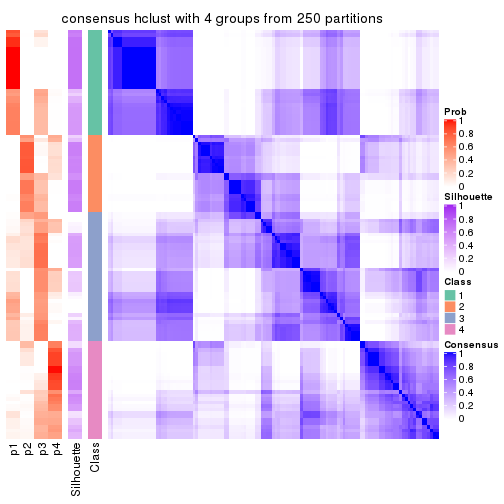 consensus hclust with 4 groups from 250 partitions
Prob
1
0.8
0.6
0.4
0.2
0
Silhouette
1
0.8
0.6
0.4
0.2
0
Class
1
2
3
4
Consensus
1
0.8
0.6
0.4
0.2
0
p1
p2
p3
p4
Silhouette
Class